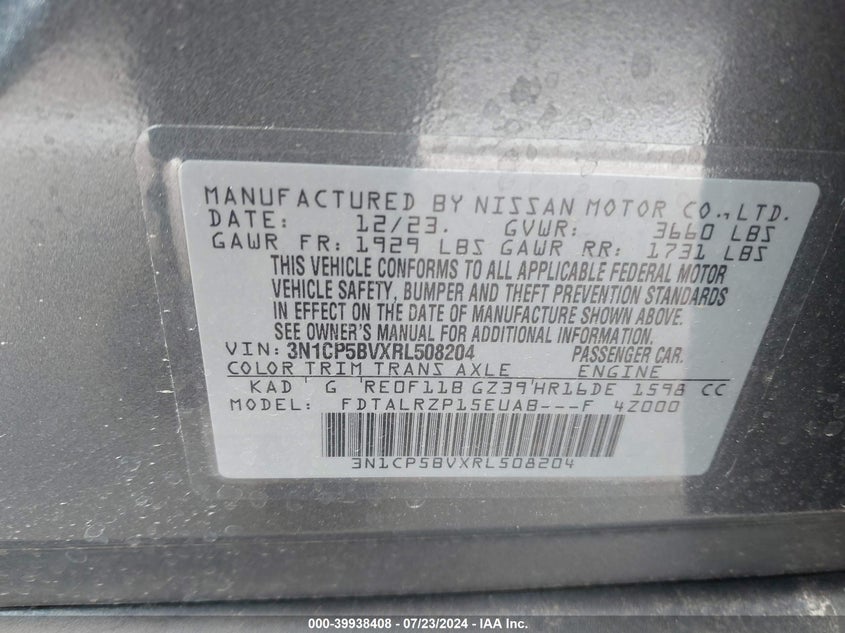 MANUFACTURED BY NISSAN MOTOR CO.,LTD.
DATE: 12/23. GVWR: 3660 LBS
GAWR FR: 1929 LBS GAWR RR: 1731 LBS
THIS VEHICLE CONFORMS TO ALL APPLICABLE FEDERAL MOTOR
VEHICLE SAFETY, BUMPER AND THEFT PREVENTION STANDARDS
IN EFFECT ON THE DATE OF MANUFACTURE SHOWN ABOVE.
SEE OWNER'S MANUAL FOR ADDITIONAL INFORMATION.
VIN: 3N1CP5BVXRL508204 PASSENGER CAR.
COLOR TRIM TRANS AXLE ENGINE
KAD G RE0F11B GZ39 HR16DE 1598 CC
MODEL: FDTALRZP15EUAB---F 4Z000
3N1CP5BVXRL508204
000-39938408 - 07/23/2024 - IAA Inc.